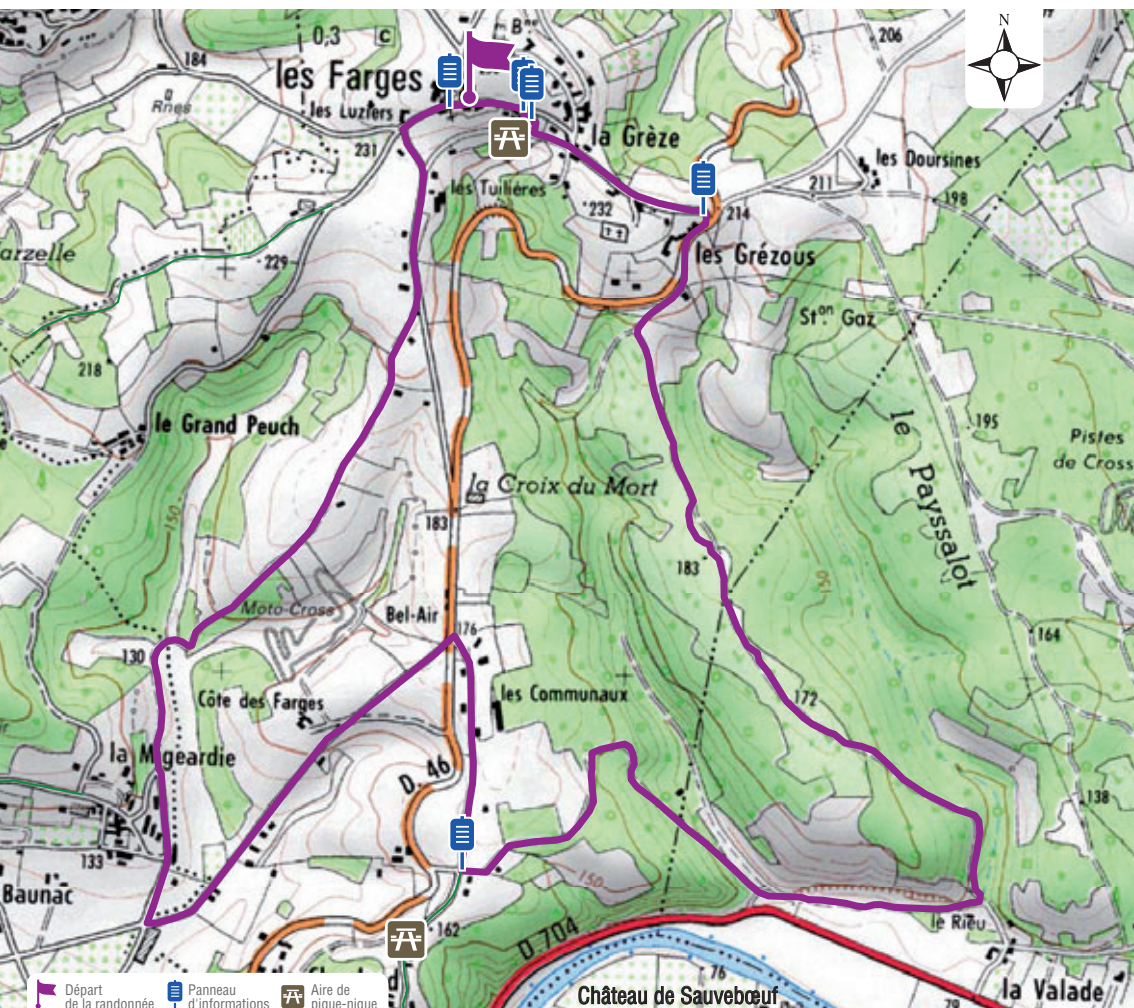 N
206
0,3 C
B
184
les Farges
Rnes
les Luziers
231
la Grèze
les Doursines
211
198
les Tuilières
232
214
arzelle
229
les Grézous
Ston Gaz
218
le Grand Peuch
le Payssalot
195
Pistes
de Cross
la Croix du Mort
150
183
183
150
Moto-Cross
Bel-Air
176
130
164
172
les Communaux
Côte des Farges
la Migeardie
D. 46
138
133
Baunac
150
le Rieu
162
D 704
76
la Valade
Château de Sauvebœuf
Départ
de la randonnée
Panneau
d'informations
Aire de
pique-nique